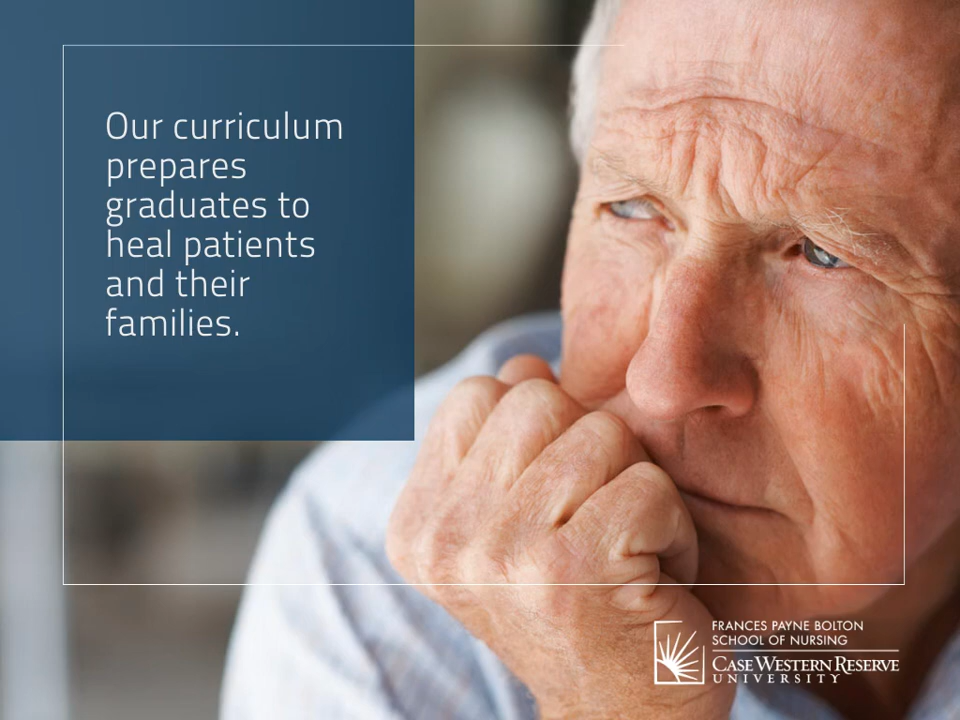 Our curriculum
prepares
graduates to
heal patients
and their
families.
FRANCES PAYNE BOLTON
SCHOOL OF NURSING
CASE WESTERN RESERVE
UNIVERSITY